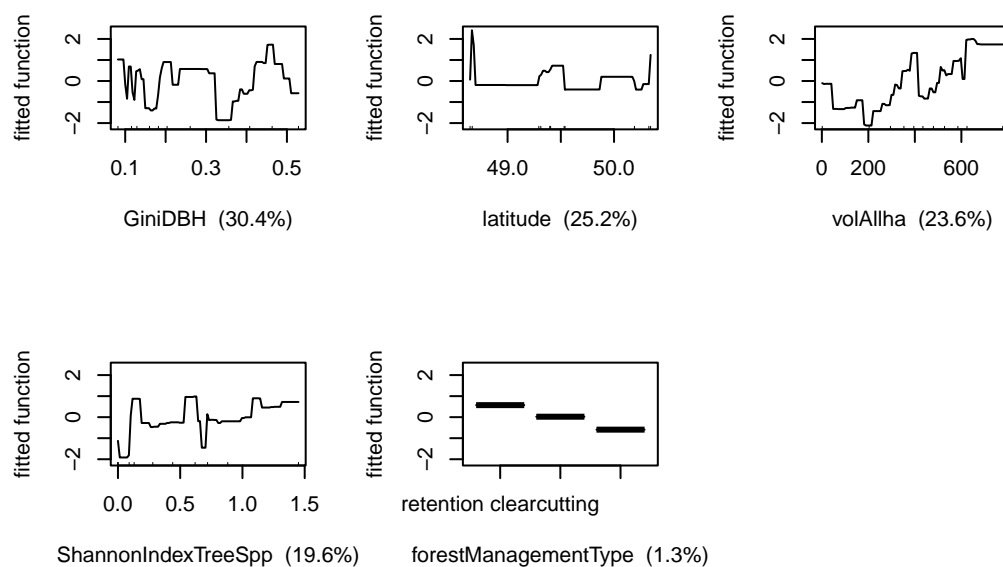 fitted function
2
0
−2
0.1 0.3 0.5
GiniDBH (30.4%)
fitted function
2
0
−2
49.0 50.0
latitude (25.2%)
fitted function
2
0
−2
0 200 600
volAllha (23.6%)
fitted function
2
0
−2
0.0 0.5 1.0 1.5
ShannonIndexTreeSpp (19.6%)
fitted function
2
0
−2
retention clearcutting
forestManagementType (1.3%)